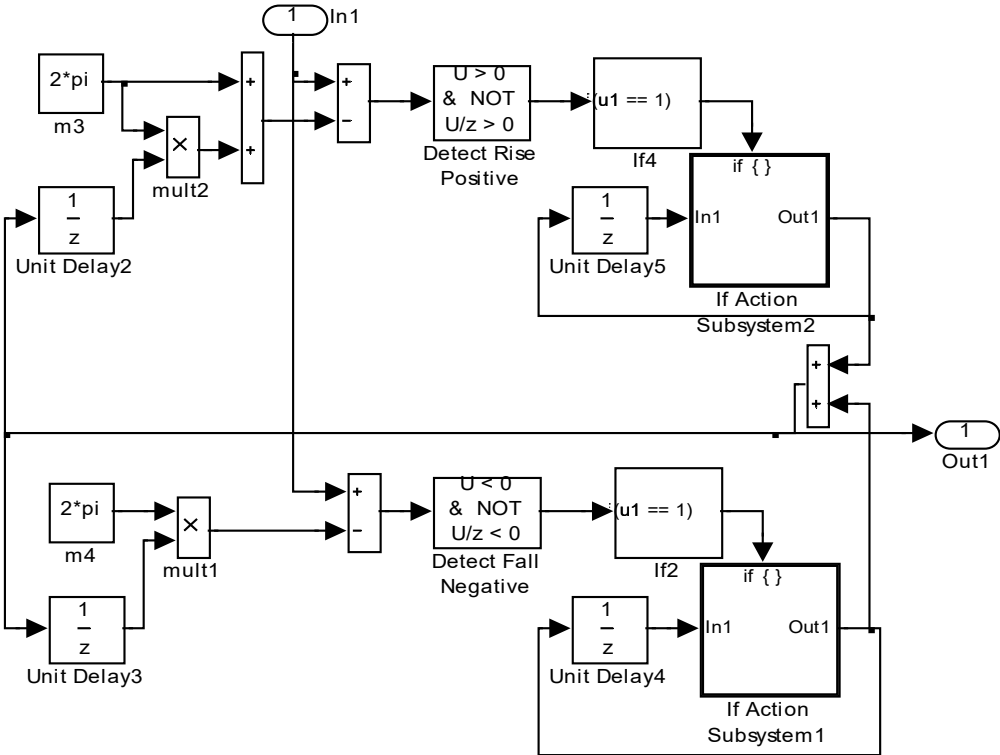 1
In1
2*pi
m3
+
+
×
mult2
+
−
U > 0
& NOT
U/z > 0
Detect Rise
Positive
(u1 == 1)
If4
1
z
Unit Delay2
1
z
Unit Delay5
if { }
In1
Out1
If Action
Subsystem2
+
+
1
Out1
2*pi
m4
×
mult1
+
−
U < 0
& NOT
U/z < 0
Detect Fall
Negative
(u1 == 1)
If2
1
z
Unit Delay3
1
z
Unit Delay4
if { }
In1
Out1
If Action
Subsystem1